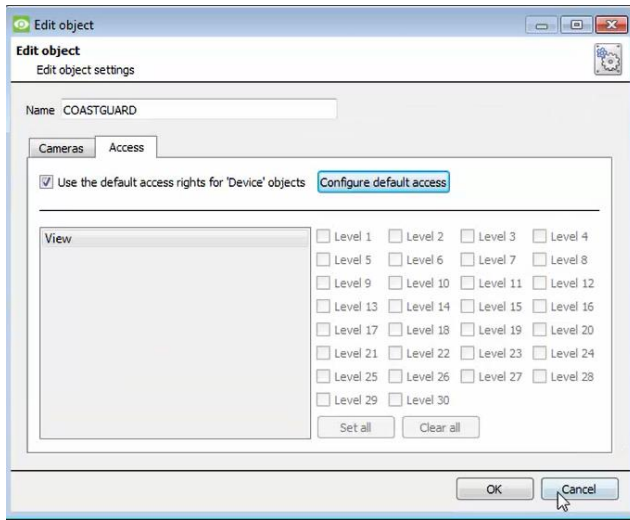 Edit object
Edit object
Edit object settings
Name COASTGUARD
Cameras Access
Use the default access rights for 'Device' objects Configure default access
View
Level 1 Level 2 Level 3 Level 4
Level 5 Level 6 Level 7 Level 8
Level 9 Level 10 Level 11 Level 12
Level 13 Level 14 Level 15 Level 16
Level 17 Level 18 Level 19 Level 20
Level 21 Level 22 Level 23 Level 24
Level 25 Level 26 Level 27 Level 28
Level 29 Level 30
Set all Clear all
OK Cancel